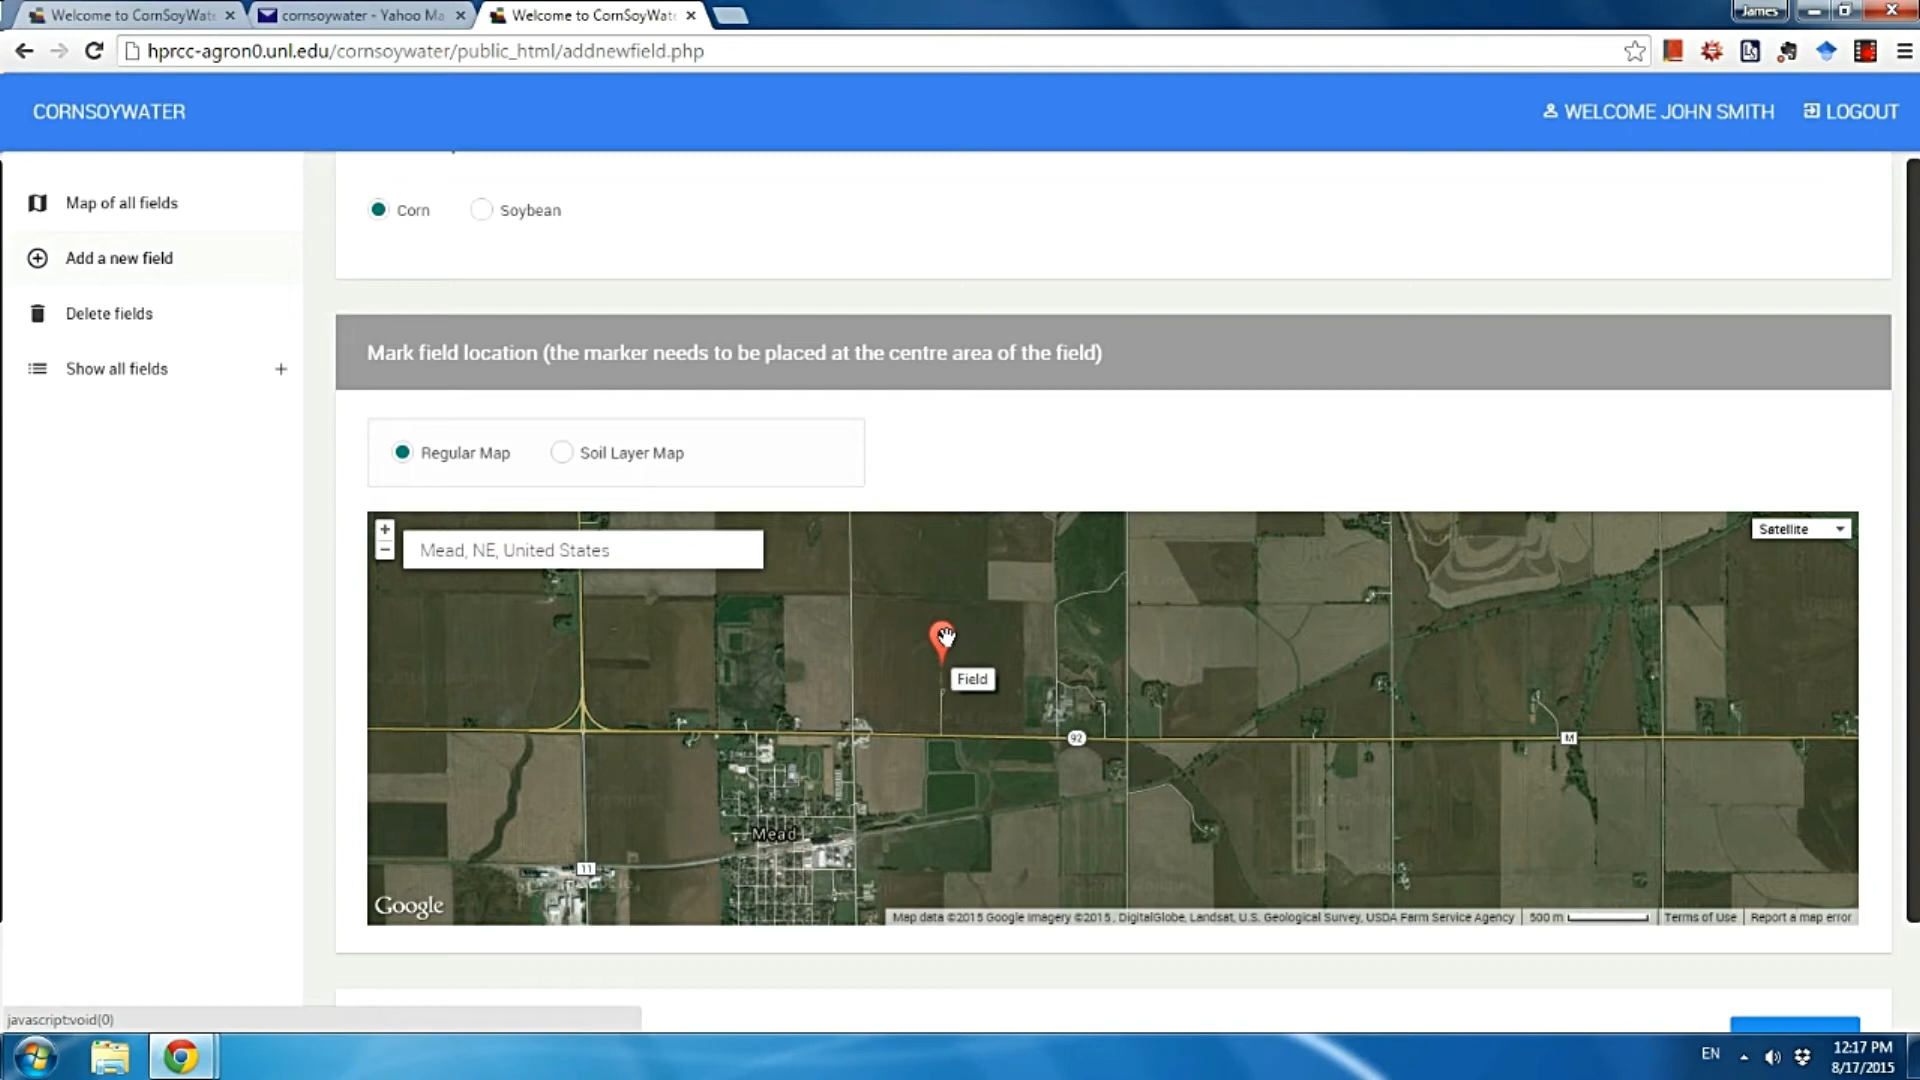 Welcome to CornSoyWate
cornsoywater - Yahoo Ma
Welcome to CornSoyWate
James
hprcc-agron0.unl.edu/cornsoywater/public_html/addnewfield.php
CORNSOYWATER
WELCOME JOHN SMITH
LOGOUT
Map of all fields
Add a new field
Delete fields
Show all fields +
Corn
Soybean
Mark field location (the marker needs to be placed at the centre area of the field)
Regular Map
Soil Layer Map
+
−
Mead, NE, United States
Satellite
Field
92
M
Mead
11
Google
Map data ©2015 Google Imagery ©2015 , DigitalGlobe, Landsat, U.S. Geological Survey, USDA Farm Service Agency
500 m
Terms of Use
Report a map error
javascript:void(0)
EN
12:17 PM
8/17/2015